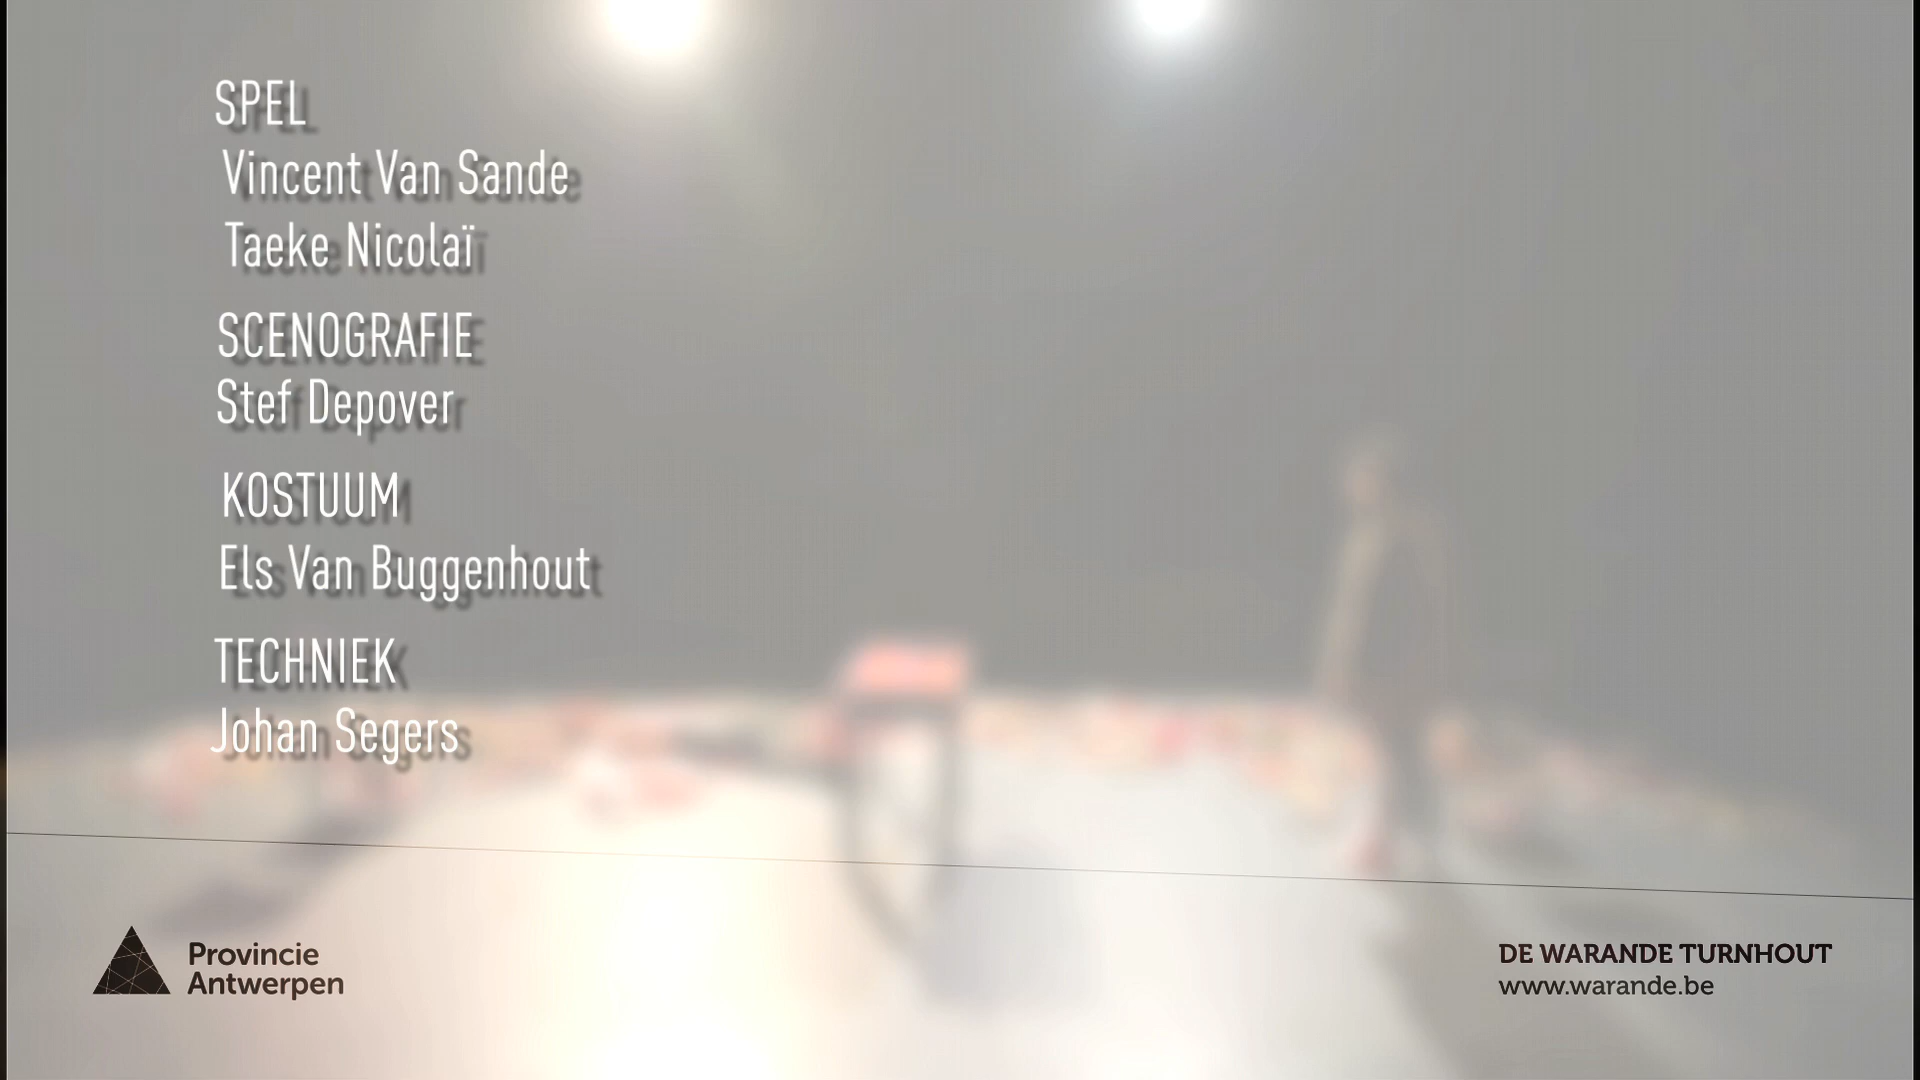 SPEL
Vincent Van Sande
Taeke Nicolaï
SCENOGRAFIE
Stef Depover
KOSTUUM
Els Van Buggenhout
TECHNIEK
Johan Segers
Provincie
Antwerpen
DE WARANDE TURNHOUT
www.warande.be